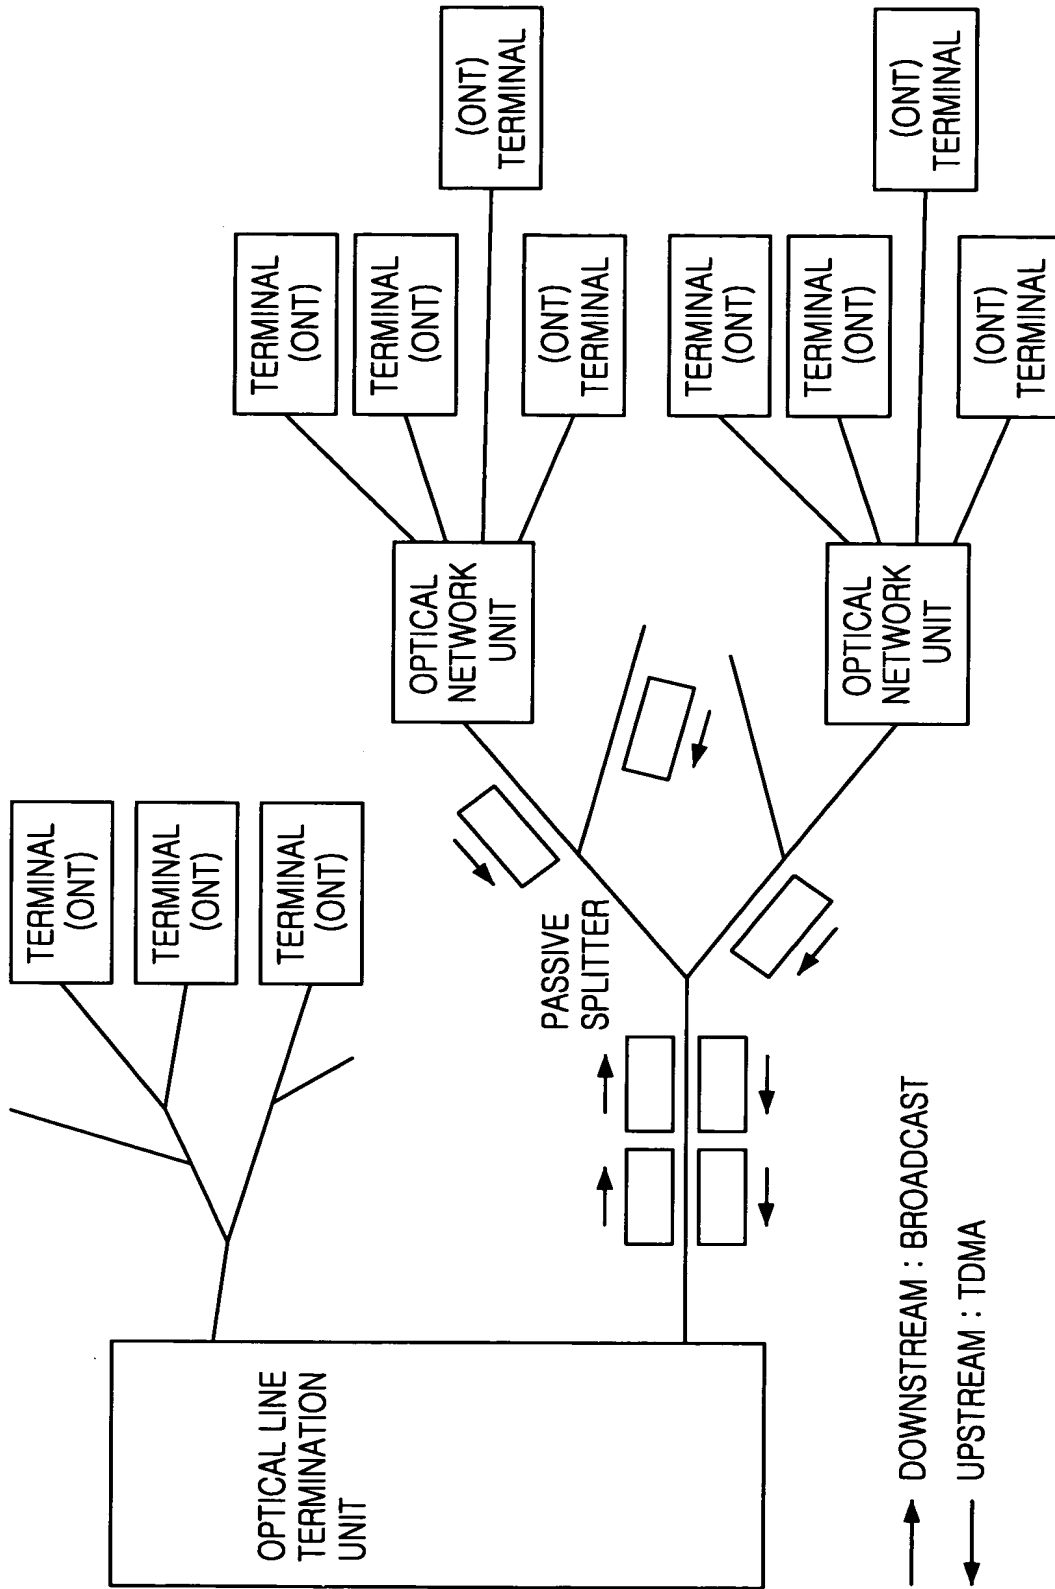 OPTICAL LINE
TERMINATION
UNIT
TERMINAL
(ONT)
TERMINAL
(ONT)
TERMINAL
(ONT)
PASSIVE
SPLITTER
OPTICAL
NETWORK
UNIT
TERMINAL
(ONT)
TERMINAL
(ONT)
(ONT)
TERMINAL
(ONT)
TERMINAL
OPTICAL
NETWORK
UNIT
TERMINAL
(ONT)
TERMINAL
(ONT)
(ONT)
TERMINAL
(ONT)
TERMINAL
DOWNSTREAM : BROADCAST
UPSTREAM : TDMA